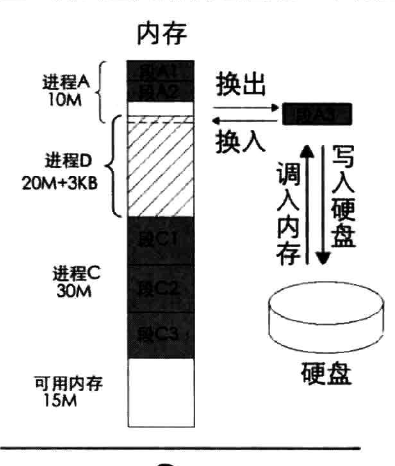 内存
进程A
10M
段A1
段A2
换出
段A3
换入
进程D
20M+3KB
写入硬盘
调入内存
段C1
进程C
30M
段C2
段C3
可用内存
15M
硬盘